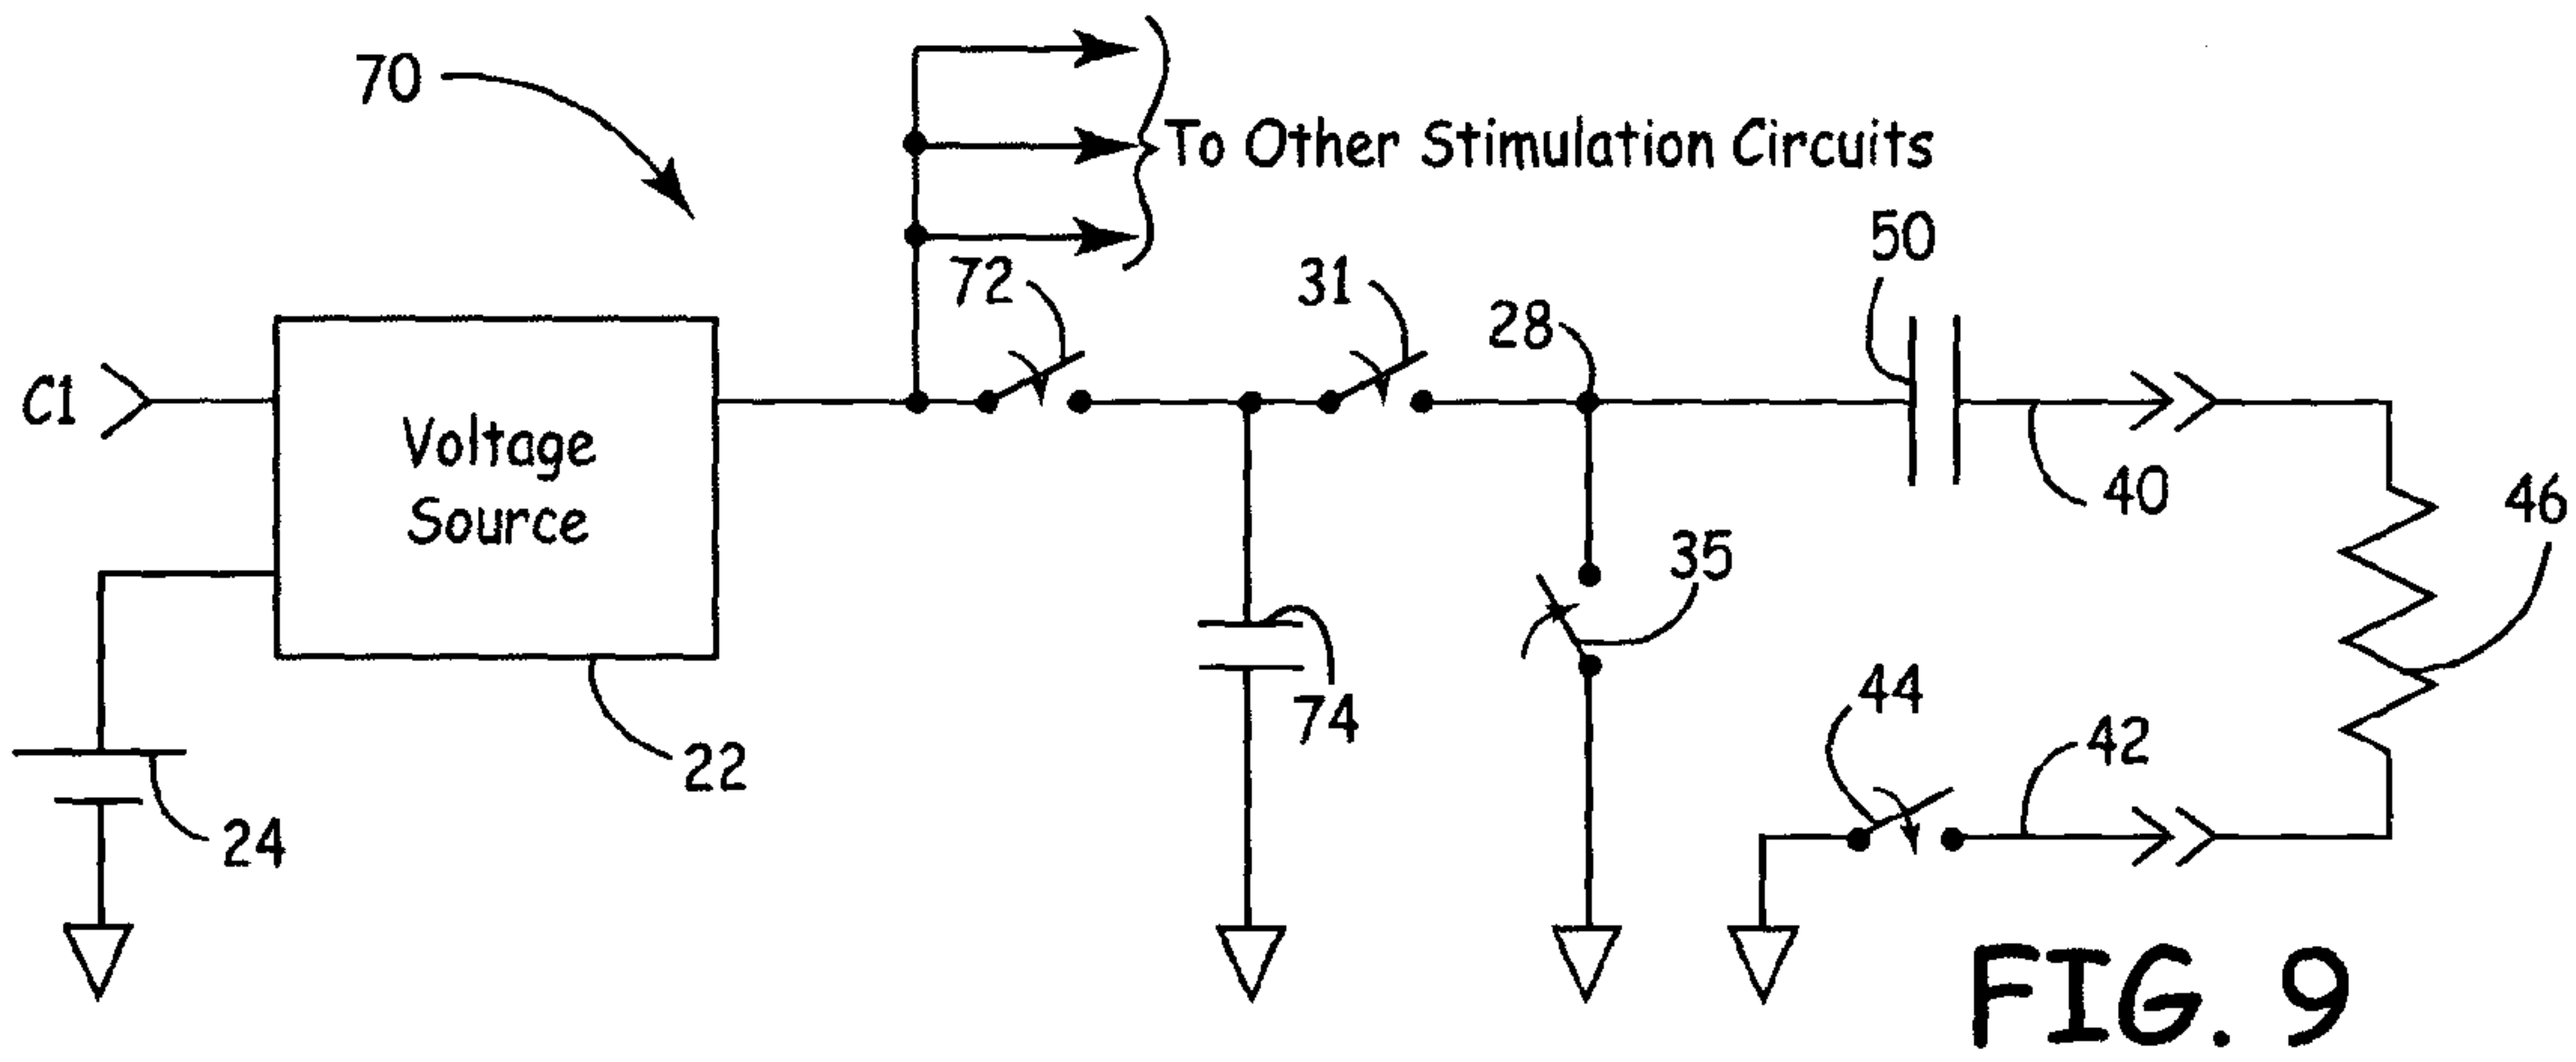 70
To Other Stimulation Circuits
50
72
31
28
C1
Voltage
Source
40
46
35
44
42
74
22
24
FIG. 9